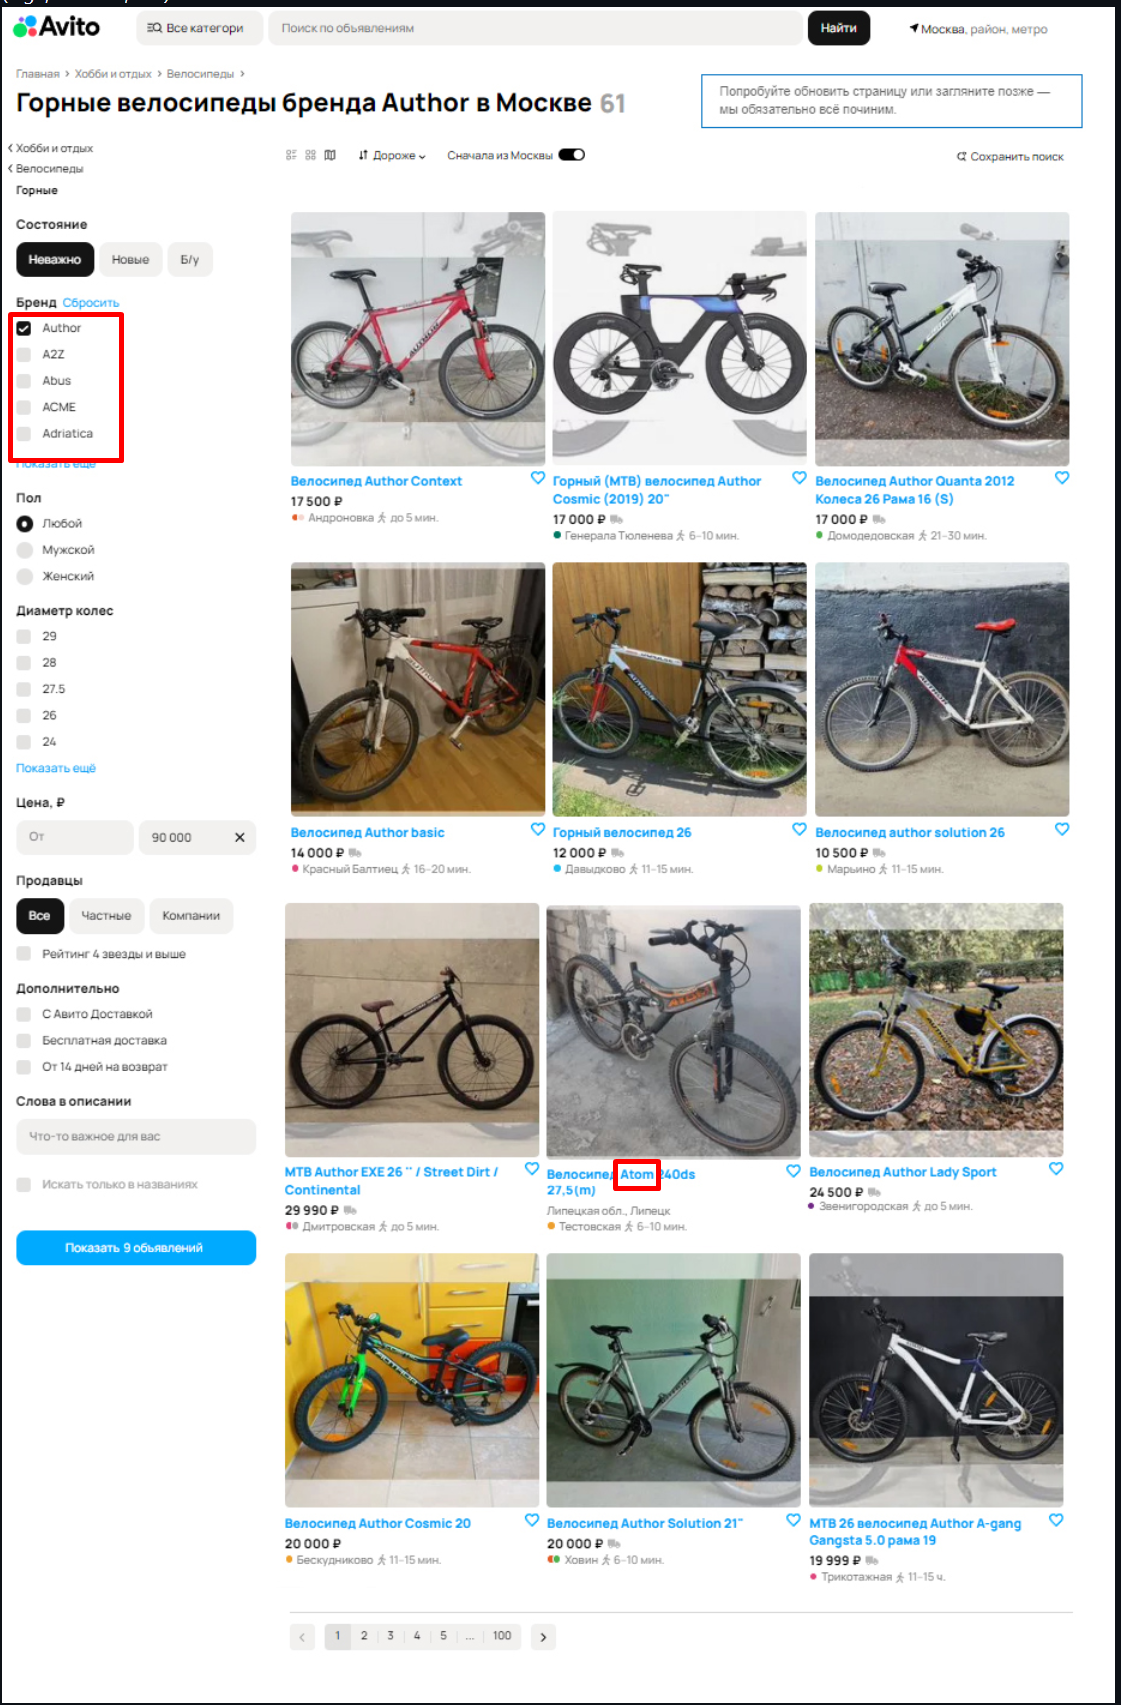 Avito
Все категори
Поиск по объявлениям
Найти
Москва, район, метро
Главная > Хобби и отдых > Велосипеды >
Горные велосипеды бренда Author в Москве 61
Попробуйте обновить страницу или загляните позже —
мы обязательно всё починим.
Хобби и отдых
Велосипеды
Горные
Дороже
Сначала из Москвы
Сохранить поиск
Состояние
Неважно
Новые
Б/у
Бренд Сбросить
Author
A2Z
Abus
ACME
Adriatica
Показать ещё
Пол
Любой
Мужской
Женский
Диаметр колес
29
28
27.5
26
24
Показать ещё
Цена, ₽
От
90 000
Продавцы
Все
Частные
Компании
Рейтинг 4 звезды и выше
Дополнительно
С Авито Доставкой
Бесплатная доставка
От 14 дней на возврат
Слова в описании
Что-то важное для вас
Искать только в названиях
Показать 9 объявлений
Велосипед Author Context
17 500 ₽
Андроновка до 5 мин.
Горный (MTB) велосипед Author
Cosmic (2019) 20"
17 000 ₽
Генерала Тюленева 6–10 мин.
Велосипед Author Quanta 2012
Колеса 26 Рама 16 (S)
17 000 ₽
Домодедовская 21–30 мин.
Велосипед Author basic
14 000 ₽
Красный Балтиец 16–20 мин.
Горный велосипед 26
12 000 ₽
Давыдково 11–15 мин.
Велосипед author solution 26
10 500 ₽
Марьино 11–15 мин.
MTB Author EXE 26 '' / Street Dirt /
Continental
29 990 ₽
Дмитровская до 5 мин.
Велосипед Atom 240ds
27,5(m)
Липецкая обл., Липецк
Тестовская 6–10 мин.
Велосипед Author Lady Sport
24 500 ₽
Звенигородская до 5 мин.
Велосипед Author Cosmic 20
20 000 ₽
Бескудниково 11–15 мин.
Велосипед Author Solution 21"
20 000 ₽
Ховин 6–10 мин.
MTB 26 велосипед Author A-gang
Gangsta 5.0 рама 19
19 999 ₽
Трикотажная 11–15 ч.
1 2 3 4 5 ... 100